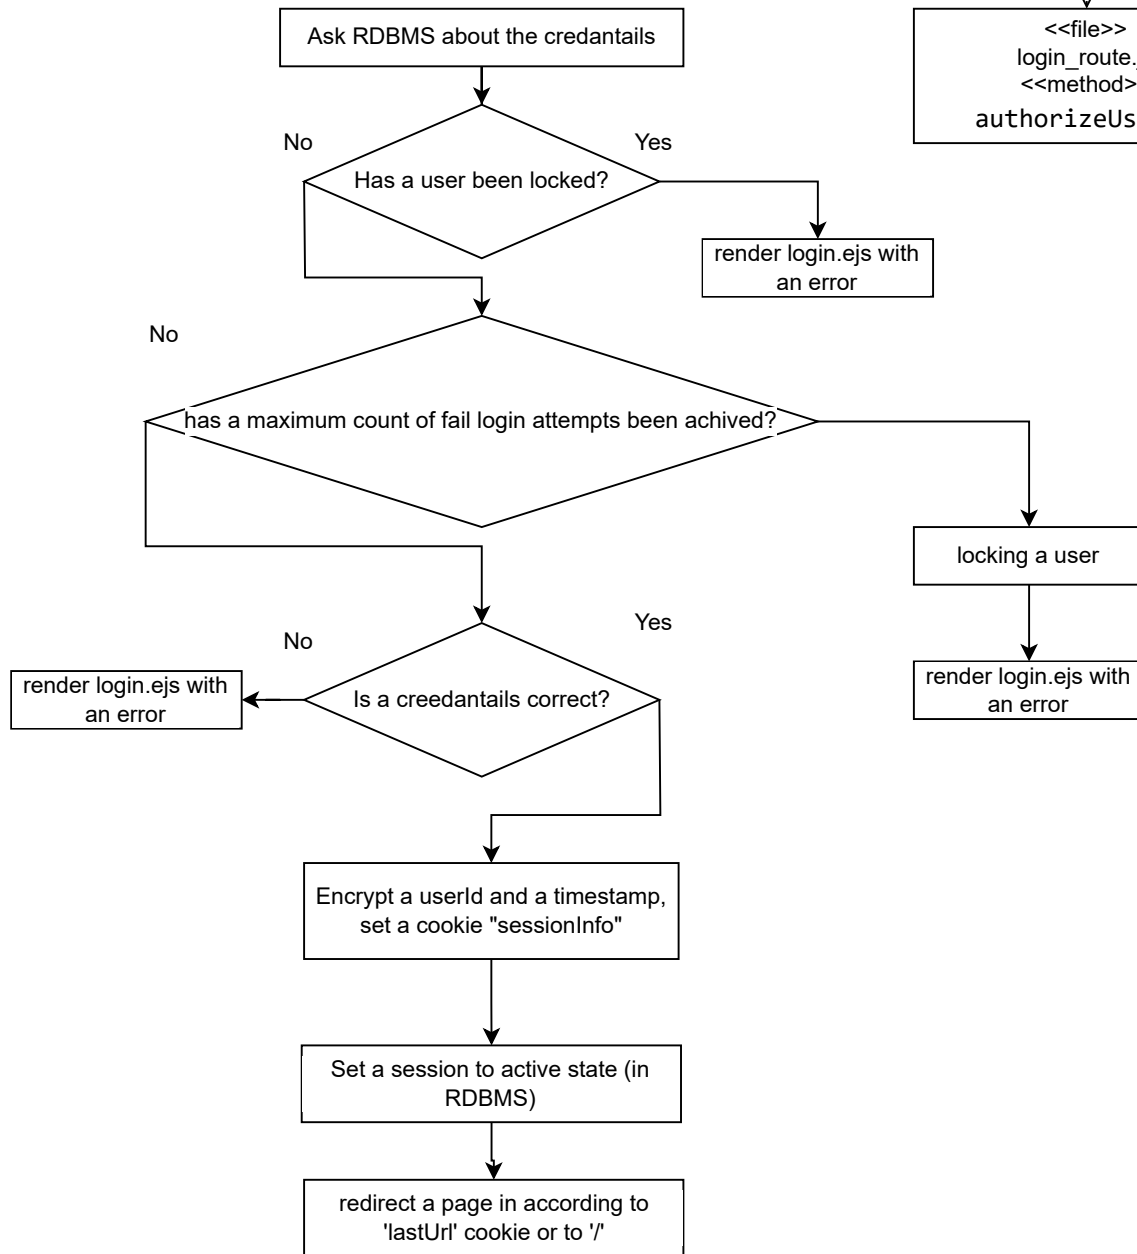 Ask RDBMS about the credantails
<<file>>
login_route.
<<method>
authorizeUs
No
Yes
Has a user been locked?
render login.ejs with
an error
No
has a maximum count of fail login attempts been achived?
locking a user
No
Yes
render login.ejs with
an error
Is a creedantails correct?
render login.ejs with
an error
Encrypt a userId and a timestamp,
set a cookie "sessionInfo"
Set a session to active state (in
RDBMS)
redirect a page in according to
'lastUrl' cookie or to '/'